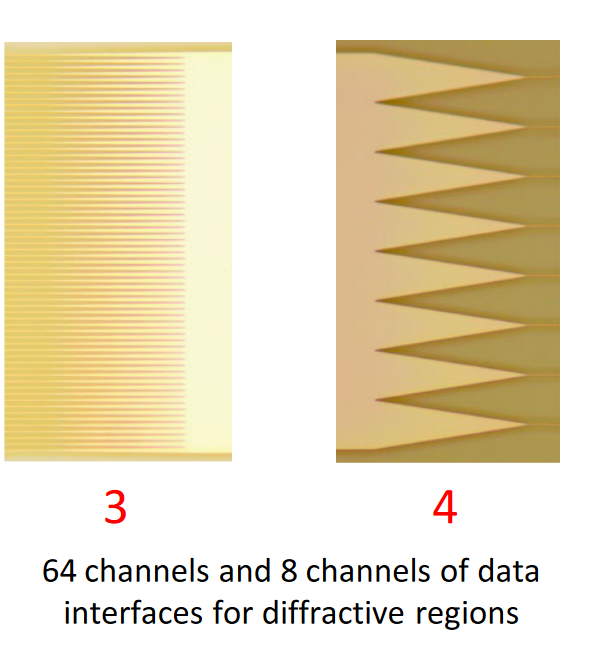 3
4
64 channels and 8 channels of data
interfaces for diffractive regions